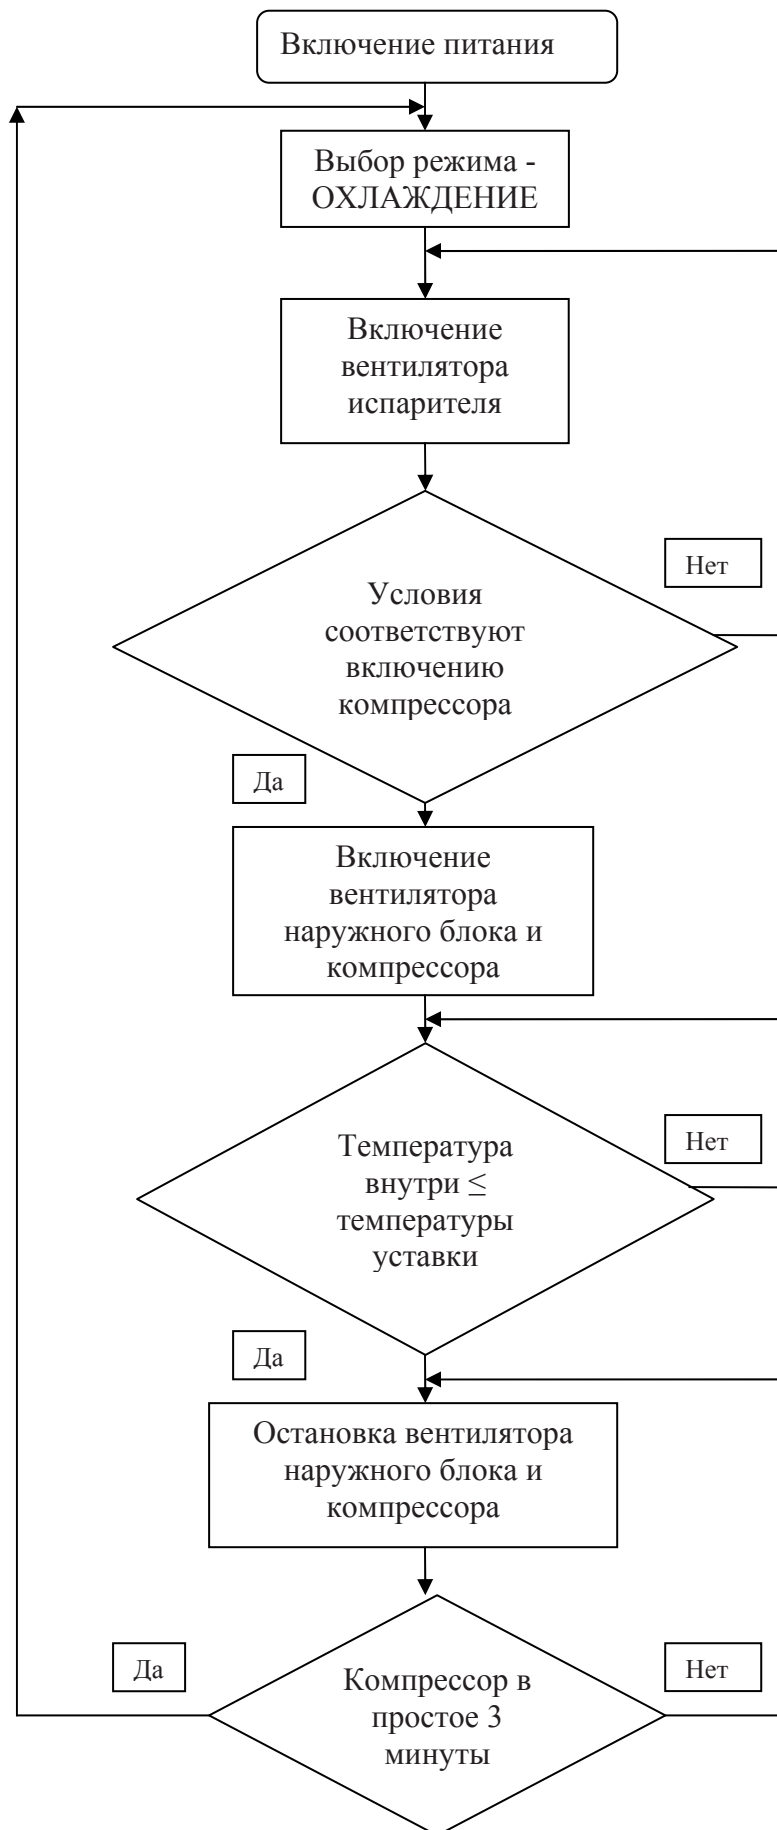 Включение питания
Выбор режима -
ОХЛАЖДЕНИЕ
Включение
вентилятора
испарителя
Нет
Условия
соответствуют
включению
компрессора
Да
Включение
вентилятора
наружного блока и
компрессора
Нет
Температура
внутри ≤
температуры
уставки
Да
Остановка вентилятора
наружного блока и
компрессора
Да
Нет
Компрессор в
простое 3
минуты